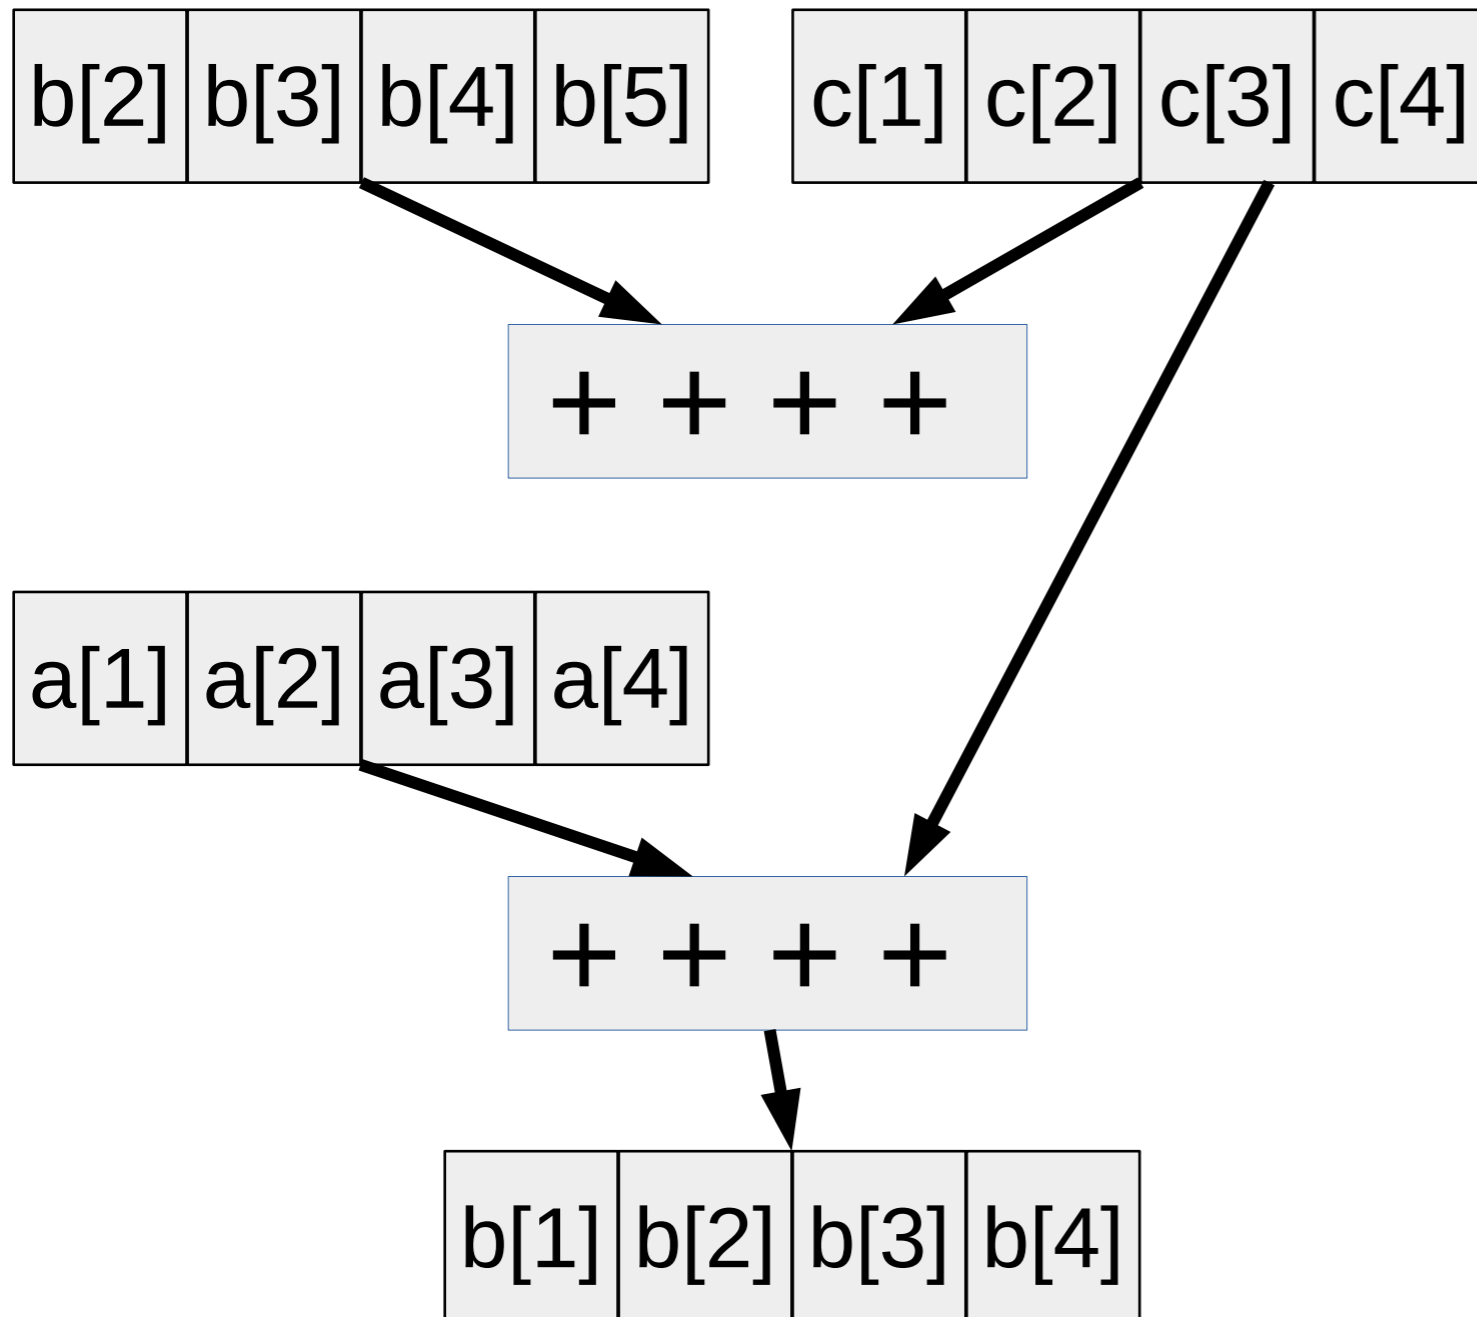 b[2] b[3] b[4] b[5] c[1] c[2] c[3] c[4]
+ + + +
a[1] a[2] a[3] a[4]
+ + + +
b[1] b[2] b[3] b[4]